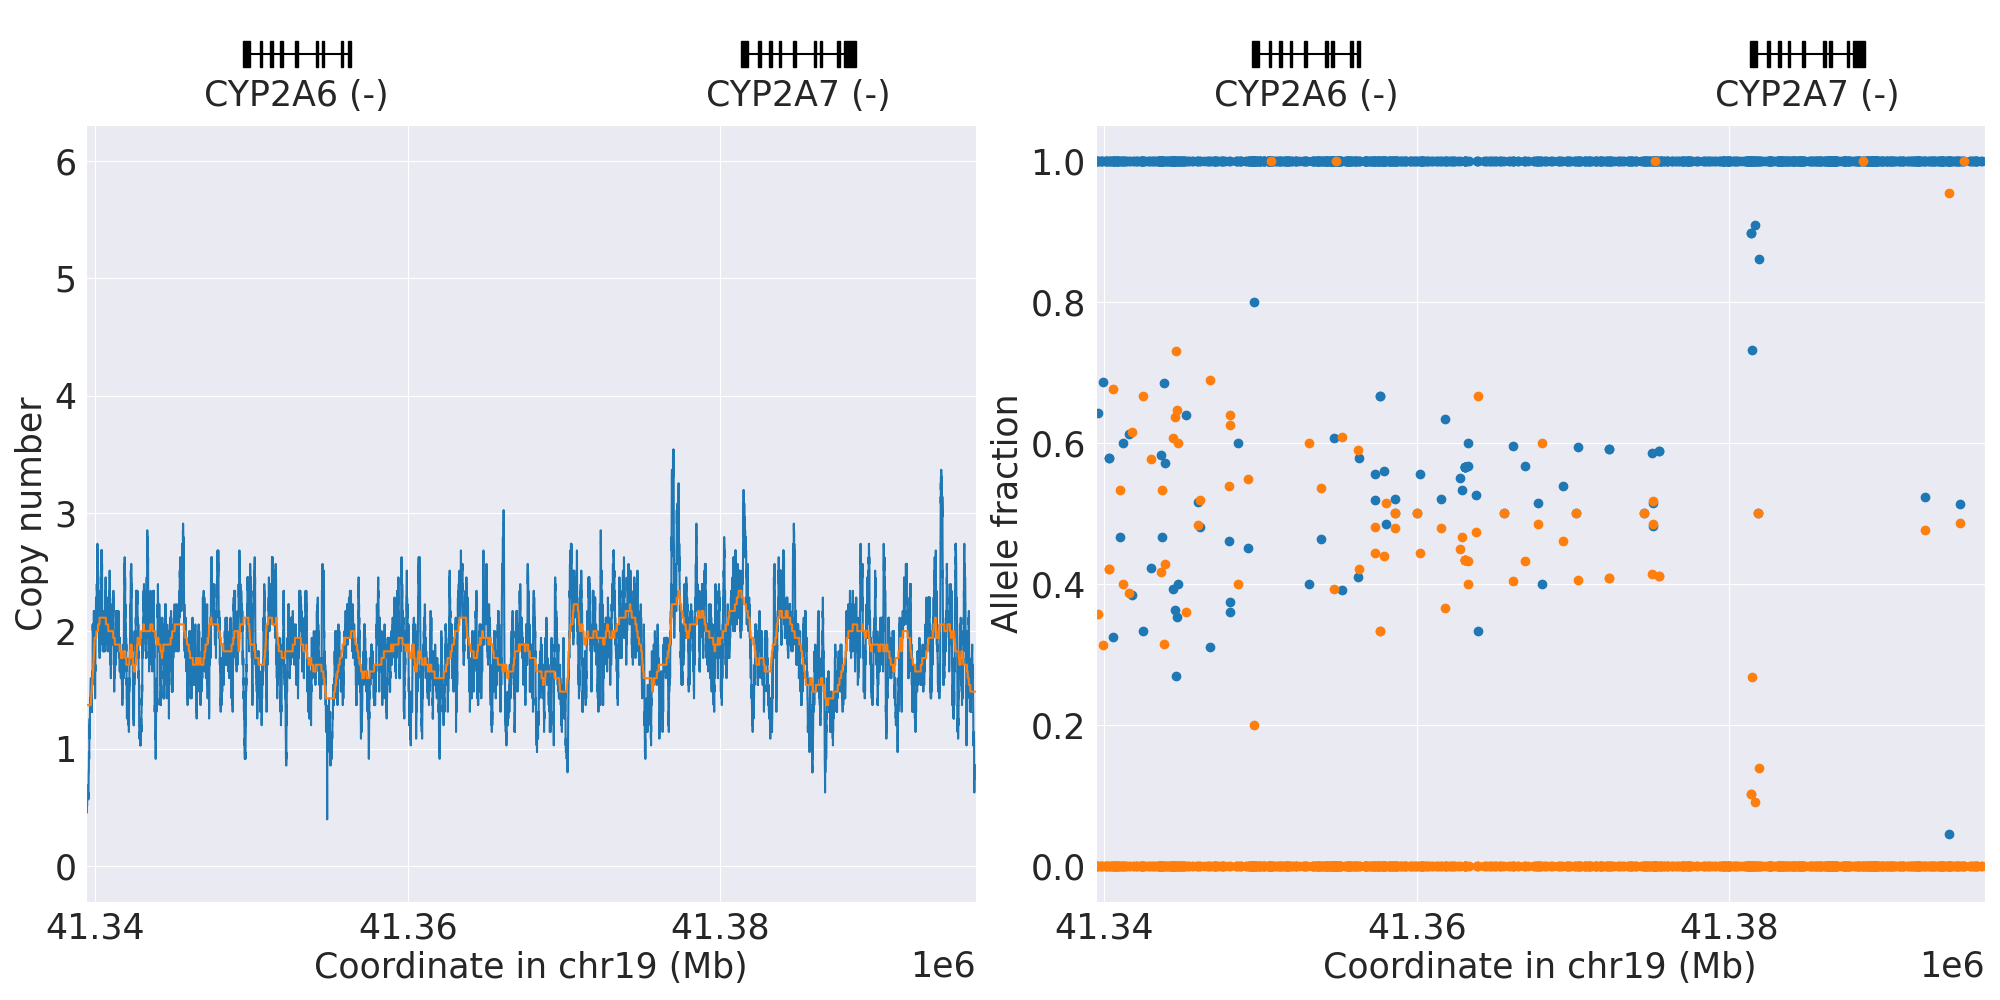 CYP2A6 (-)
CYP2A7 (-)
Copy number
6
5
4
3
2
1
0
41.34
41.36
41.38
Coordinate in chr19 (Mb)
1e6
CYP2A6 (-)
CYP2A7 (-)
Allele fraction
1.0
0.8
0.6
0.4
0.2
0.0
41.34
41.36
41.38
Coordinate in chr19 (Mb)
1e6